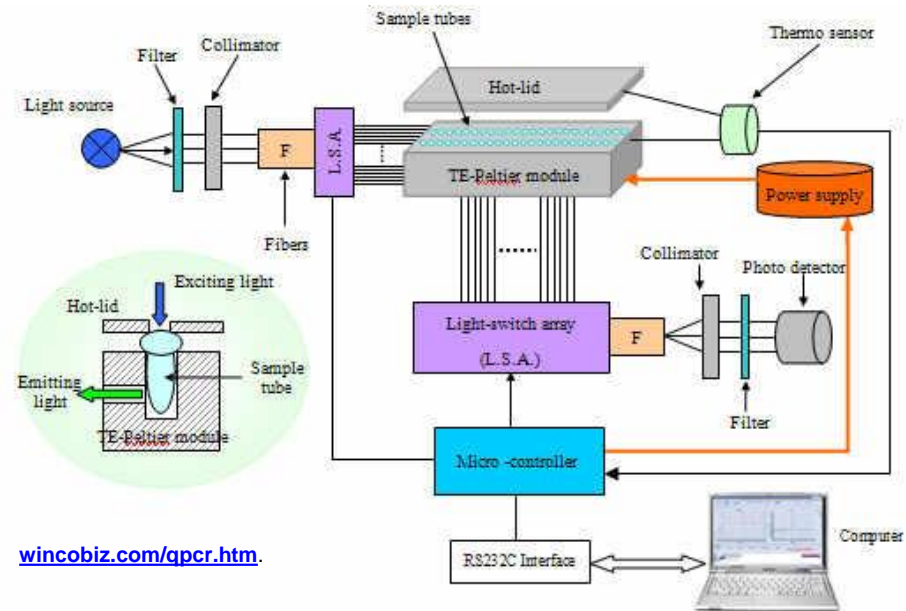 Sample tubes
Thermo sensor
Collimator
Filter
Hot-lid
Light source
F
L.S.A.
TE-Peltier module
Power supply
Fibers
Collimator
Photo detector
Exciting light
Hot-lid
Light-switch array
(L.S.A.)
F
Sample
tube
Emitting
light
TE-Peltier module
Filter
Micro -controller
wincobiz.com/qpcr.htm.
RS232C Interface
Computer